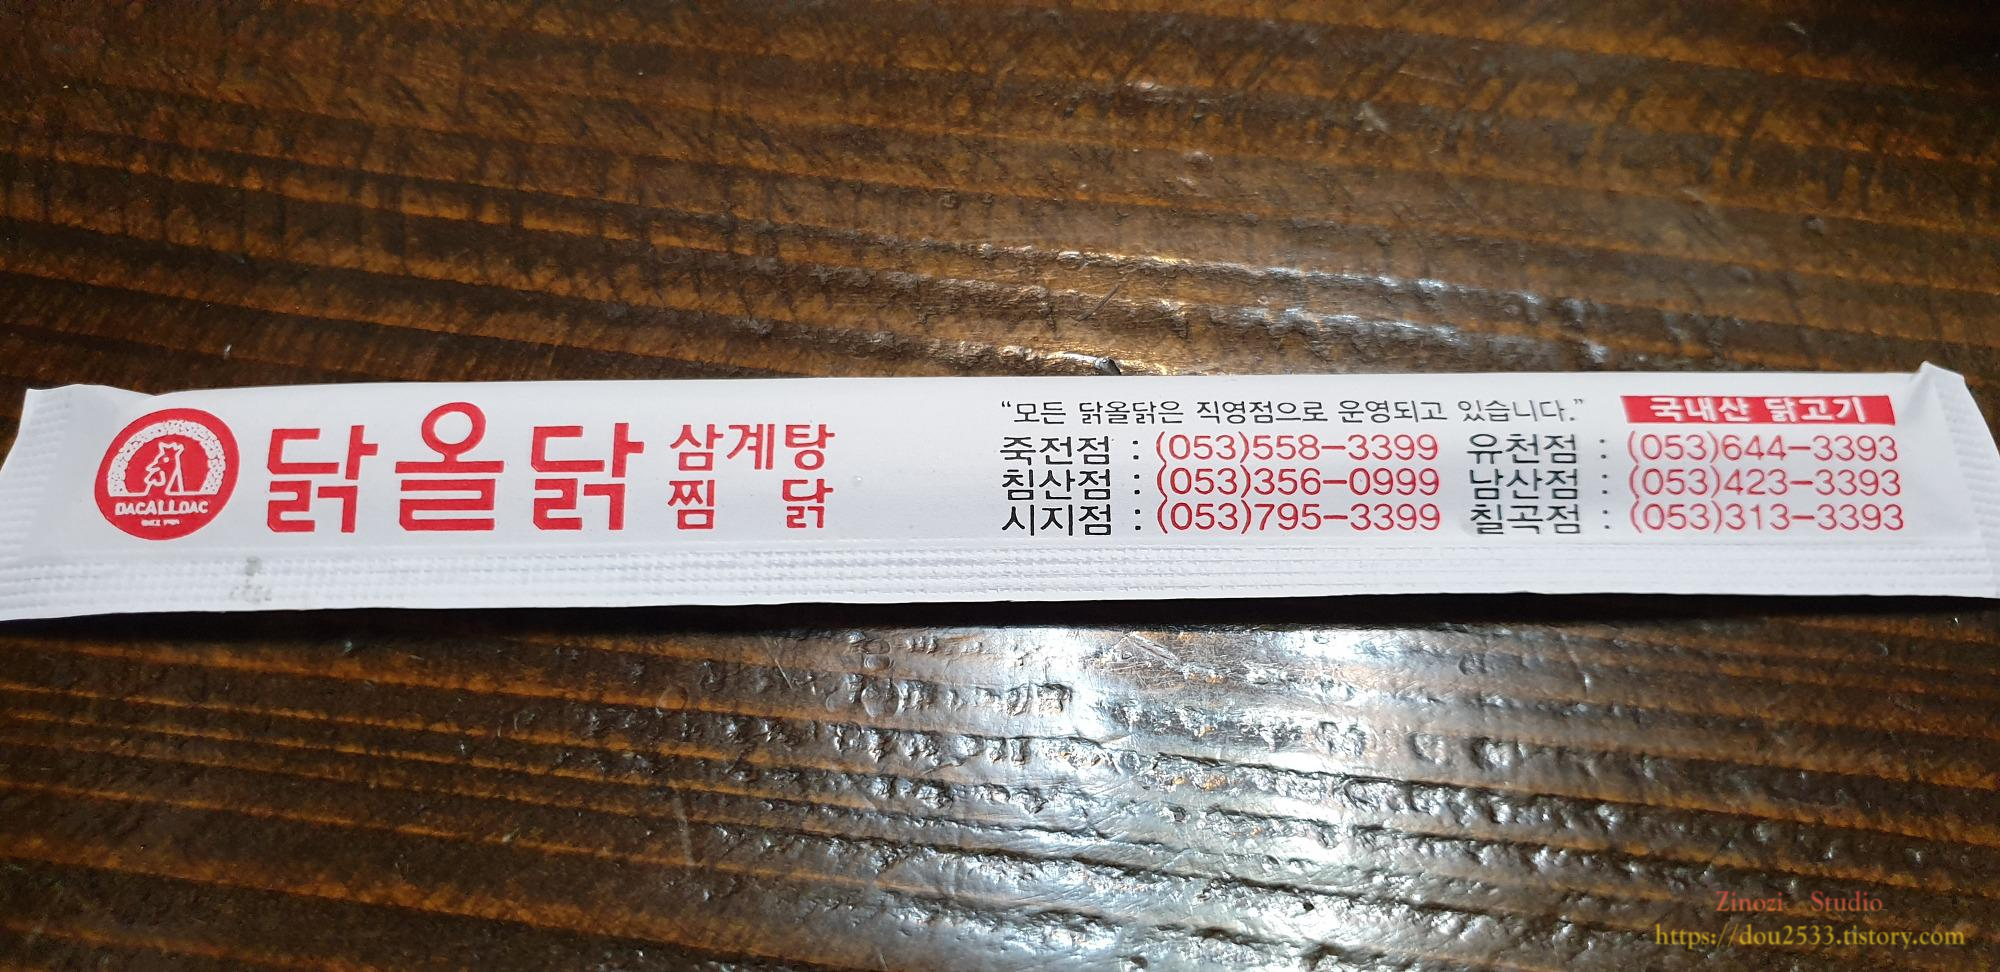 DACALLDAC
닭올닭
삼계탕
찜 닭
“모든 닭올닭은 직영점으로 운영되고 있습니다.” 국내산 닭고기
죽전점 : (053)558-3399 유천점 : (053)644-3393
침산점 : (053)356-0999 남산점 : (053)423-3393
시지점 : (053)795-3399 칠곡점 : (053)313-3393
Zinozi Studio
https://dou2533.tistory.com